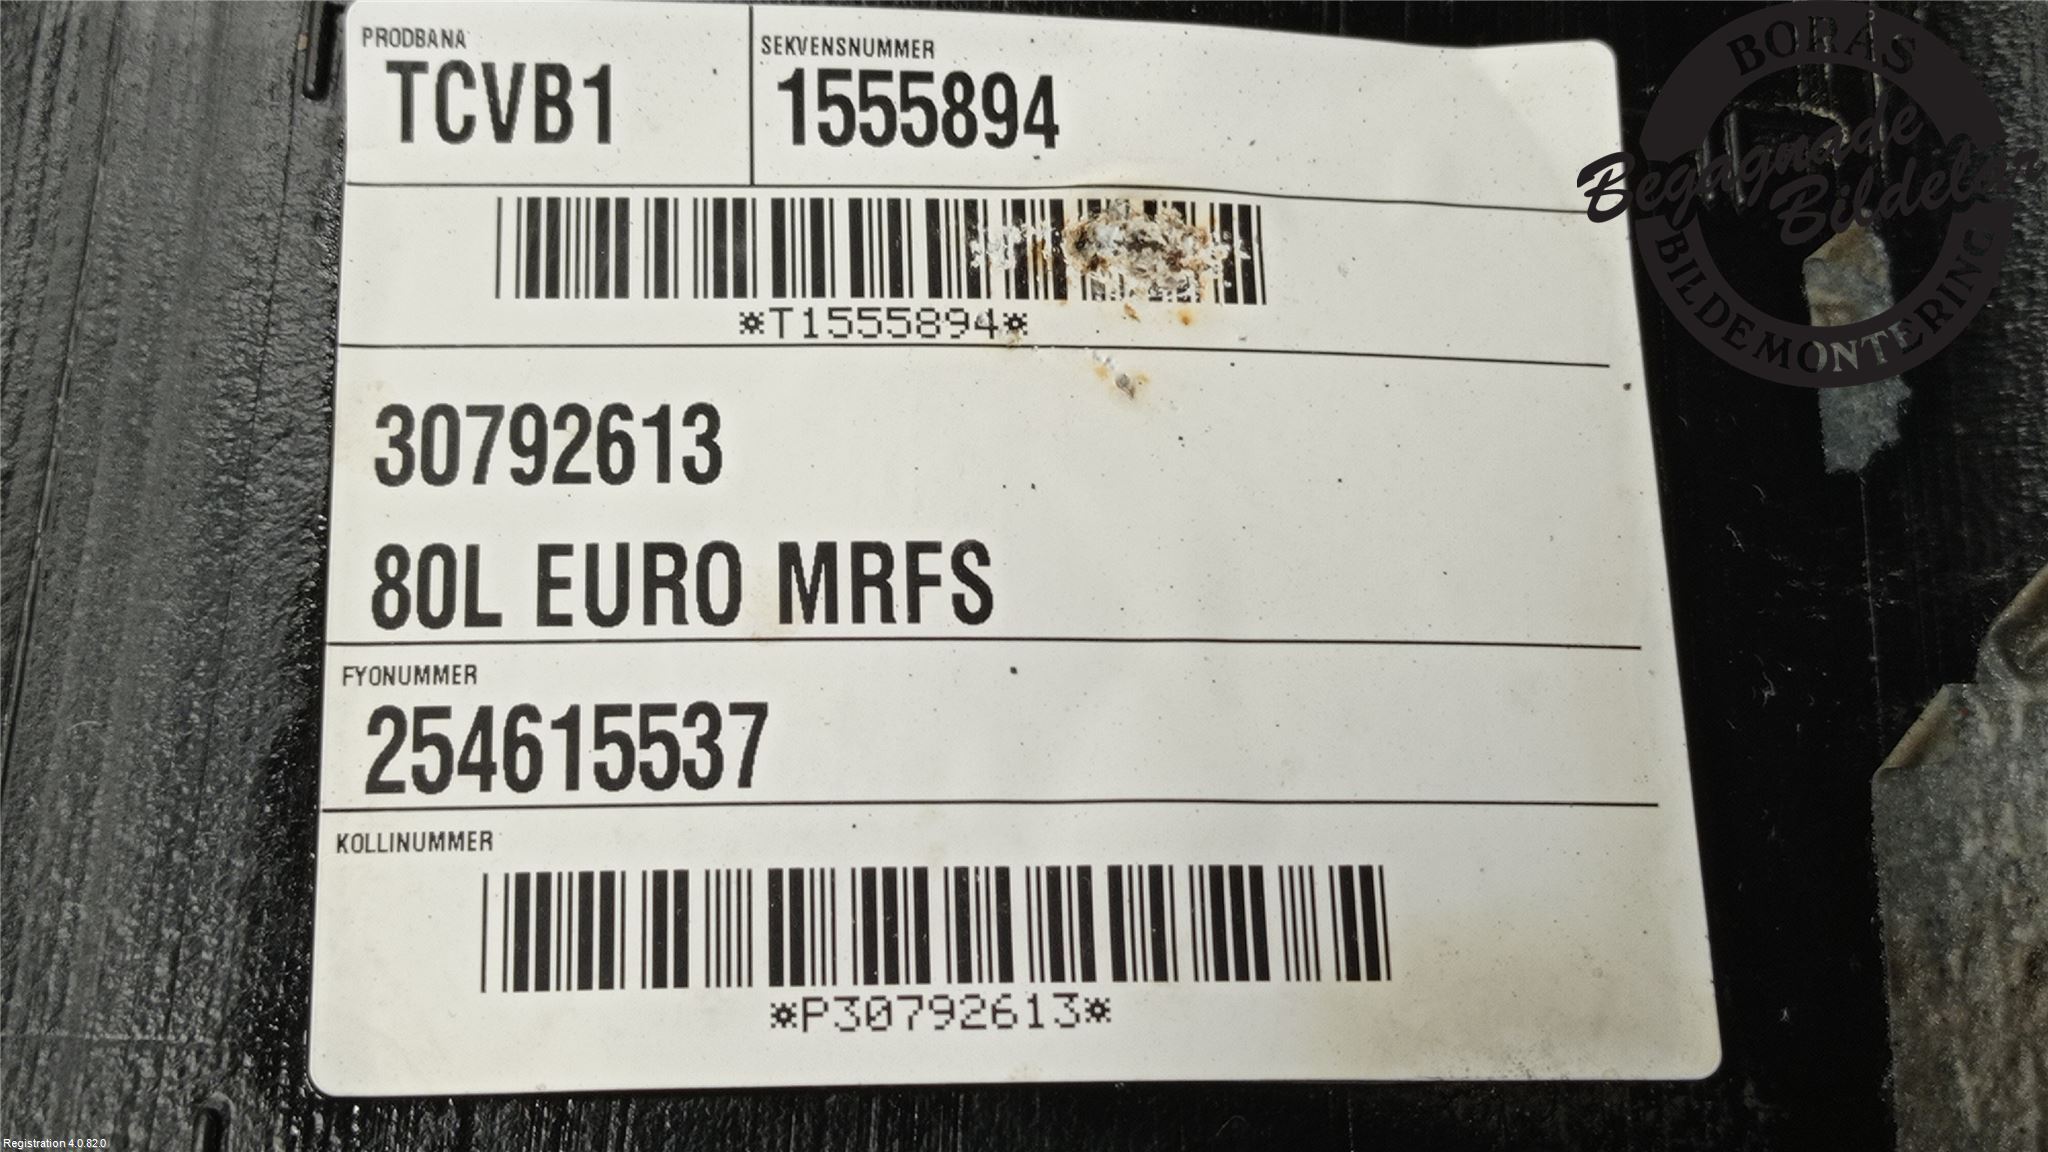 PRODBANA
TCVB1
SEKVENSNUMMER
1555894
*T1555894*
30792613
80L EURO MRFS
FYONUMMER
254615537
KOLLINUMMER
*P30792613*
BORÅS
Begagnade
Bildelar
BILDEMONTERING
Registration 4.0.82.0